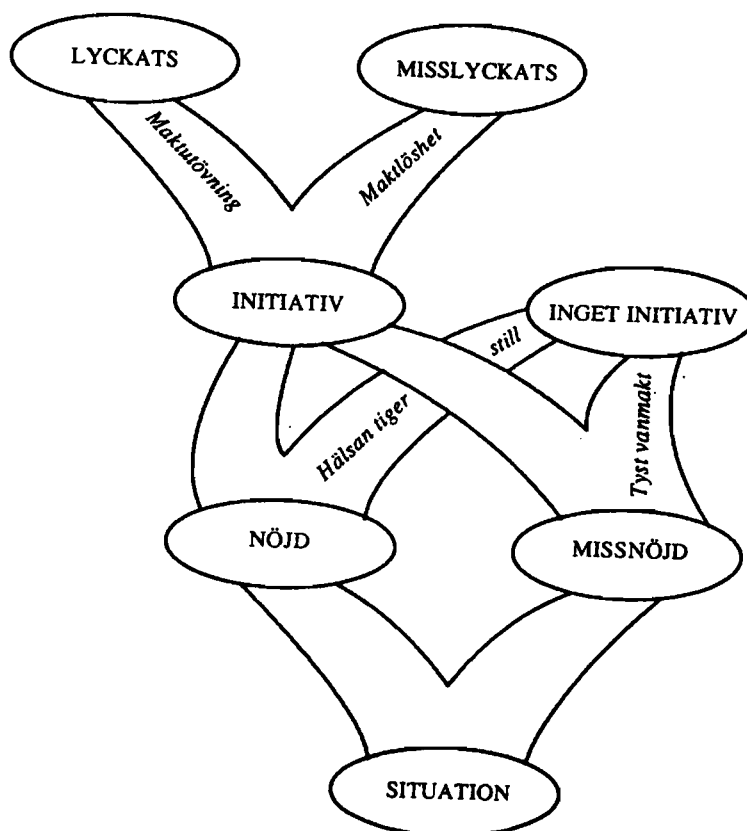 LYCKATS
MISSLYCKATS
Maktutövning
Maktlöshet
INITIATIV
INGET INITIATIV
Hälsan tiger
still
Tyst vanmakt
NÖJD
MISSNÖJD
SITUATION